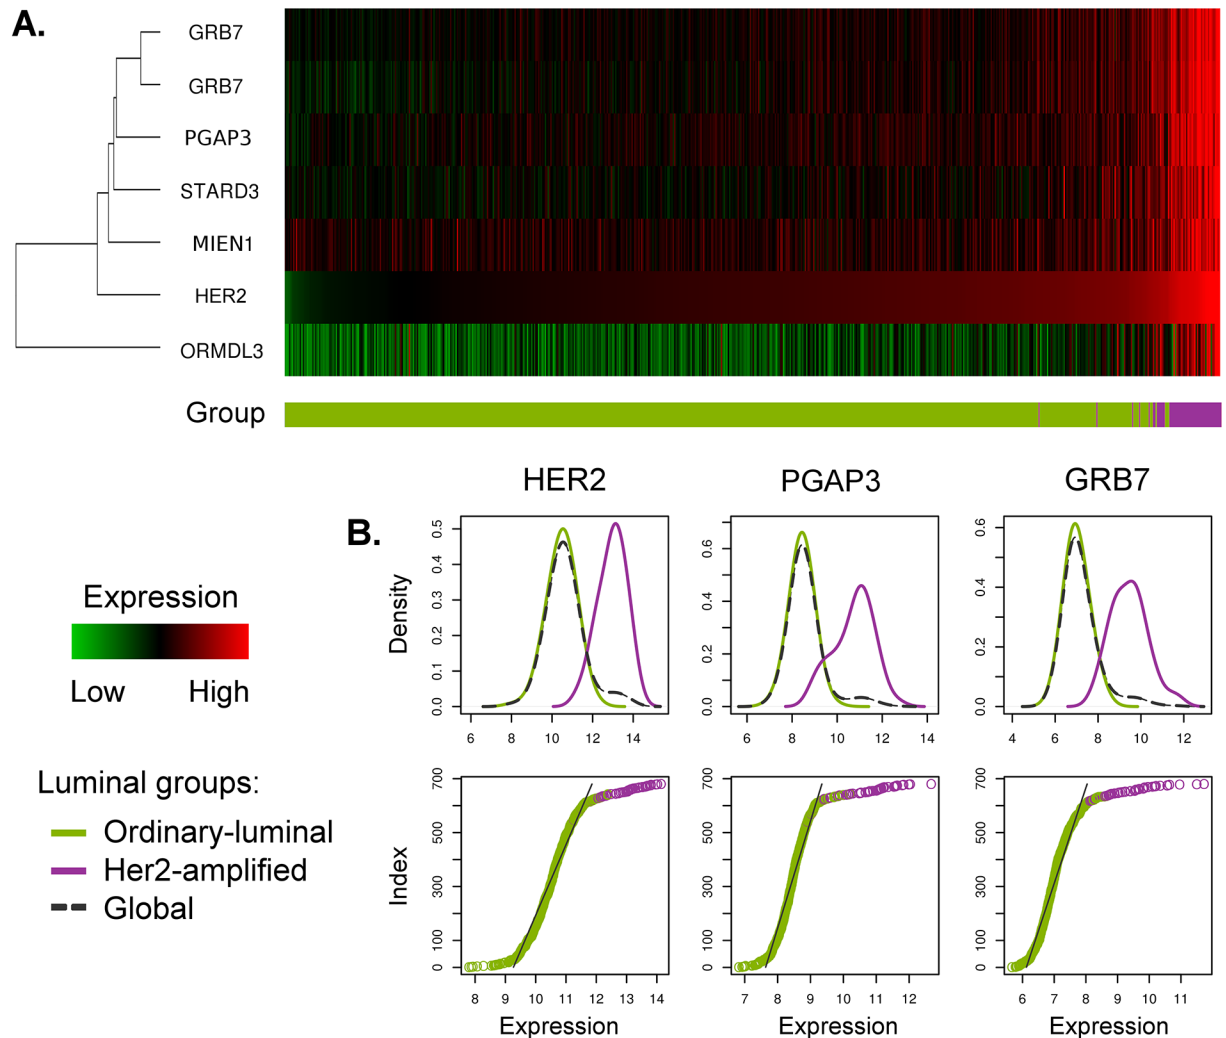 A.
GRB7
GRB7
PGAP3
STARD3
MIEN1
HER2
ORMDL3
Group
Expression
Low High
Luminal groups:
Ordinary-luminal
Her2-amplified
Global
B.
HER2 PGAP3 GRB7
Density
0.0 0.1 0.2 0.3 0.4 0.5
6 8 10 12 14
0.0 0.2 0.4 0.6
6 8 10 12 14
0.0 0.2 0.4 0.6
4 6 8 10 12
Index
0 100 300 500 700
8 9 10 11 12 13 14
Expression
0 100 300 500 700
7 8 9 10 11 12
Expression
0 100 300 500 700
6 7 8 9 10 11
Expression